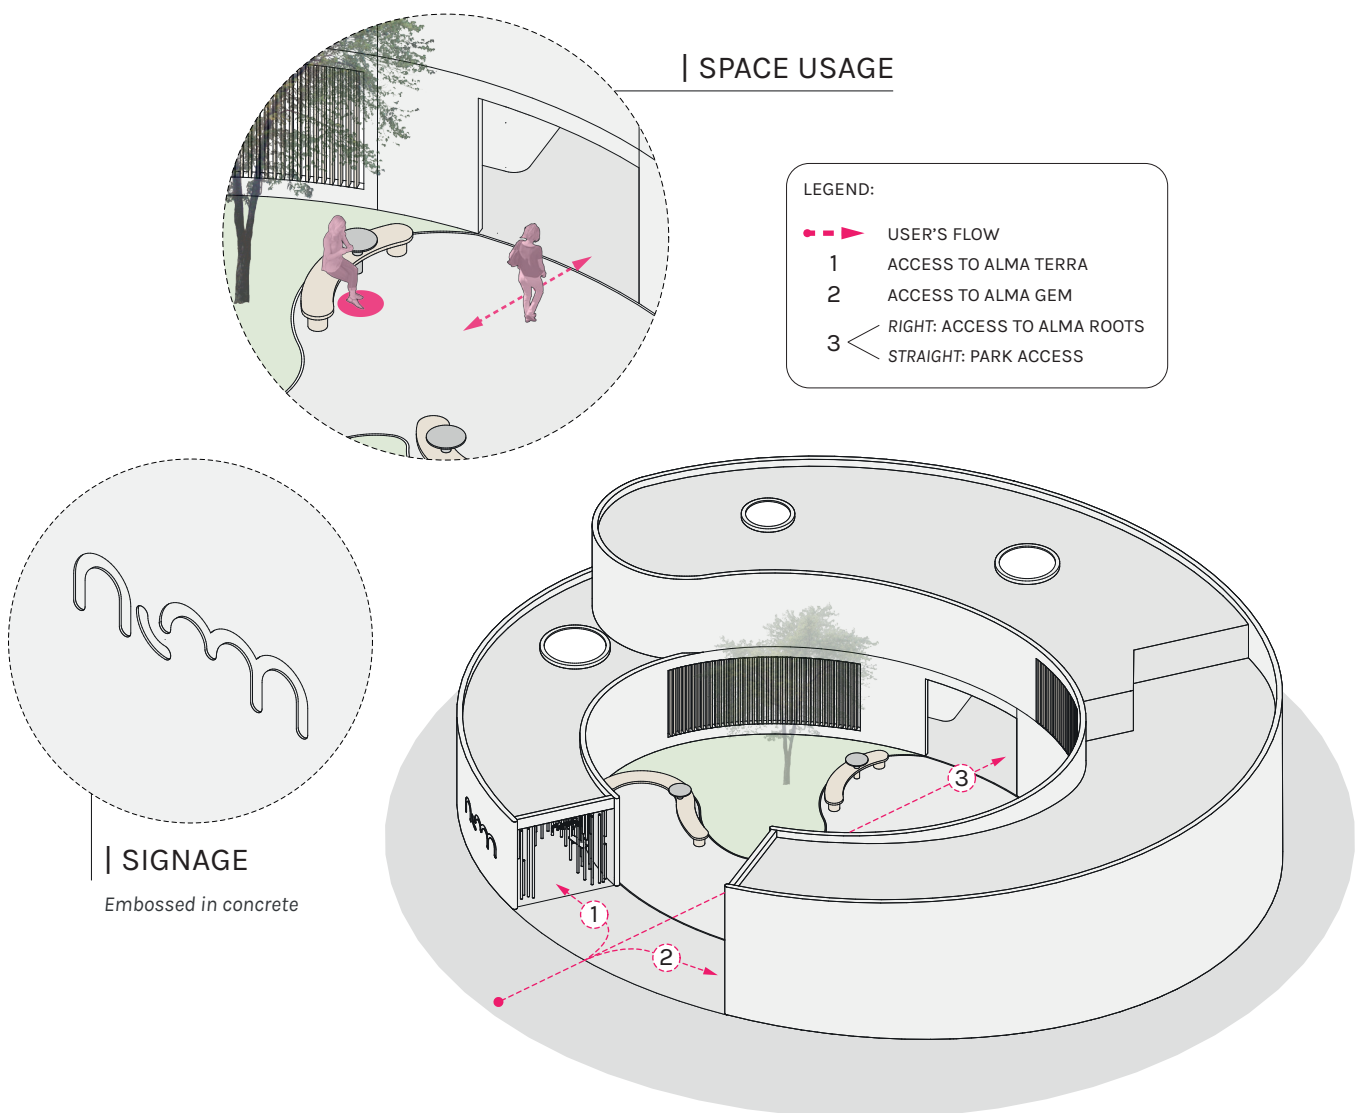 | SPACE USAGE
LEGEND:
USER'S FLOW
1 ACCESS TO ALMA TERRA
2 ACCESS TO ALMA GEM
3 RIGHT: ACCESS TO ALMA ROOTS
STRAIGHT: PARK ACCESS
| SIGNAGE
Embossed in concrete
1
2
3